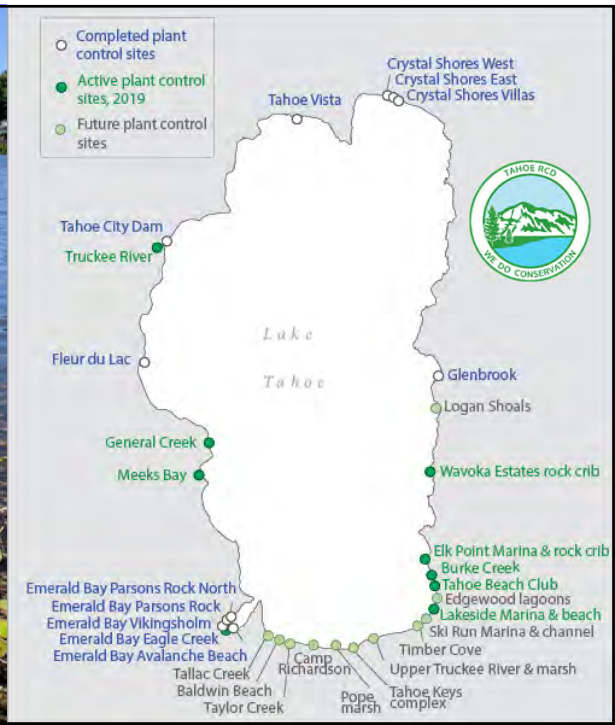 Completed plant
control sites
Active plant control
sites, 2019
Future plant control
sites
Crystal Shores West
Crystal Shores East
Crystal Shores Villas
Tahoe Vista
TAHOE RCD
WE DO CONSERVATION
Tahoe City Dam
Truckee River
Lake
Tahoe
Fleur du Lac
Glenbrook
Logan Shoals
General Creek
Meeks Bay
Wavoka Estates rock crib
Elk Point Marina & rock crib
Burke Creek
Tahoe Beach Club
Edgewood lagoons
Lakeside Marina & beach
Ski Run Marina & channel
Timber Cove
Upper Truckee River & marsh
Tahoe Keys
complex
Pope
marsh
Camp
Richardson
Emerald Bay Parsons Rock North
Emerald Bay Parsons Rock
Emerald Bay Vikingsholm
Emerald Bay Eagle Creek
Emerald Bay Avalanche Beach
Tallac Creek
Baldwin Beach
Taylor Creek